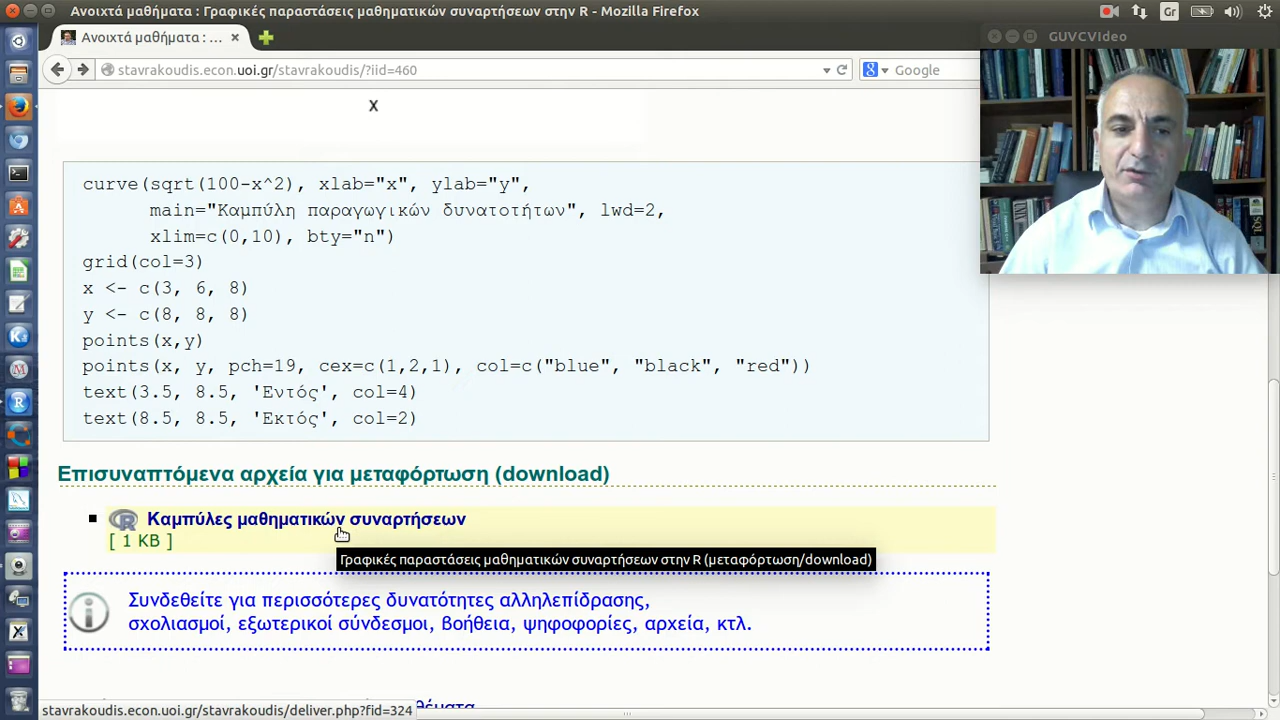 Ανοιχτά μαθήματα : Γραφικές παραστάσεις μαθηματικών συναρτήσεων στην R - Mozilla Firefox
Gr
Ανοιχτά μαθήματα : ...
GUVCVIdeo
stavrakoudis.econ.uoi.gr/stavrakoudis/?iid=460
Google
x
curve(sqrt(100-x^2), xlab="x", ylab="y",
main="Καμπύλη παραγωγικών δυνατοτήτων", lwd=2,
xlim=c(0,10), bty="n")
grid(col=3)
x <- c(3, 6, 8)
y <- c(8, 8, 8)
points(x,y)
points(x, y, pch=19, cex=c(1,2,1), col=c("blue", "black", "red"))
text(3.5, 8.5, 'Εντός', col=4)
text(8.5, 8.5, 'Εκτός', col=2)
Επισυναπτόμενα αρχεία για μεταφόρτωση (download)
Καμπύλες μαθηματικών συναρτήσεων
[ 1 KB ]
Γραφικές παραστάσεις μαθηματικών συναρτήσεων στην R (μεταφόρτωση/download)
Συνδεθείτε για περισσότερες δυνατότητες αλληλεπίδρασης,
σχολιασμοί, εξωτερικοί σύνδεσμοι, βοήθεια, ψηφοφορίες, αρχεία, κτλ.
stavrakoudis.econ.uoi.gr/stavrakoudis/deliver.php?fid=324